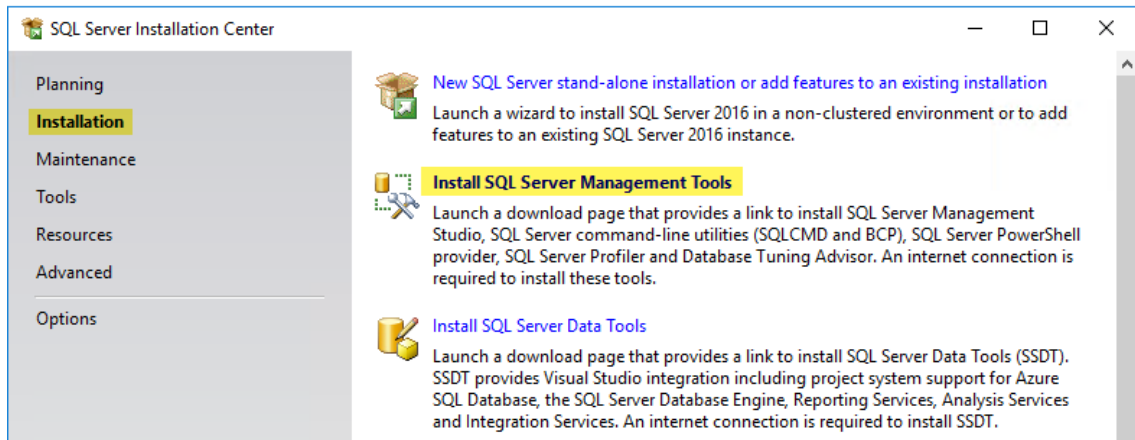 SQL Server Installation Center
Planning
Installation
Maintenance
Tools
Resources
Advanced
Options
New SQL Server stand-alone installation or add features to an existing installation
Launch a wizard to install SQL Server 2016 in a non-clustered environment or to add
features to an existing SQL Server 2016 instance.
Install SQL Server Management Tools
Launch a download page that provides a link to install SQL Server Management
Studio, SQL Server command-line utilities (SQLCMD and BCP), SQL Server PowerShell
provider, SQL Server Profiler and Database Tuning Advisor. An internet connection is
required to install these tools.
Install SQL Server Data Tools
Launch a download page that provides a link to install SQL Server Data Tools (SSDT).
SSDT provides Visual Studio integration including project system support for Azure
SQL Database, the SQL Server Database Engine, Reporting Services, Analysis Services
and Integration Services. An internet connection is required to install SSDT.